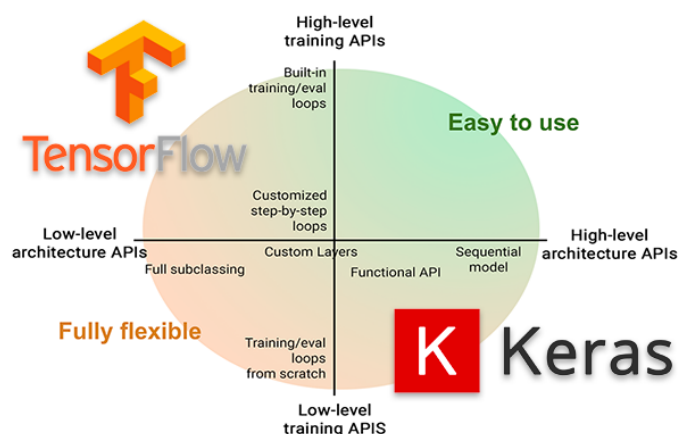 High-level
training APIs
Built-in
training/eval
loops
Easy to use
TensorFlow
Customized
step-by-step
loops
Low-level
architecture APIs
High-level
architecture APIs
Custom Layers
Sequential
model
Full subclassing
Functional API
Fully flexible
Training/eval
loops
from scratch
K Keras
Low-level
training APIS